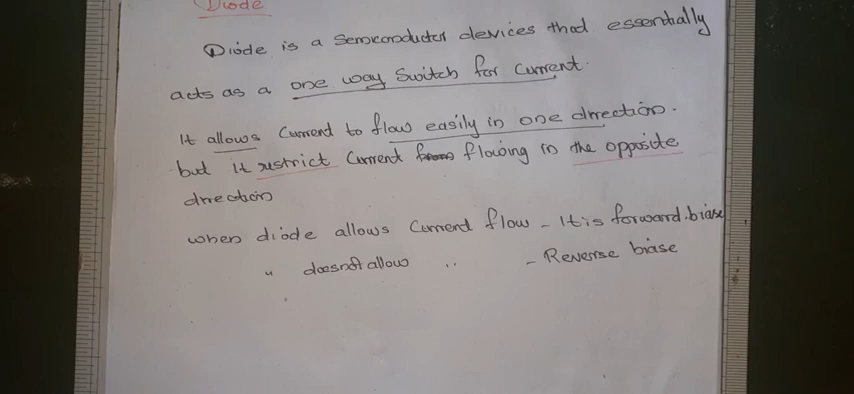 Diode
Diode is a semiconductor devices that essentially
acts as a one way switch for current.
It allows current to flow easily in one direction.
but it restrict current from flowing in the opposite
direction
when diode allows current flow - It is forward.biase
" doesn't allow " - Reverse biase